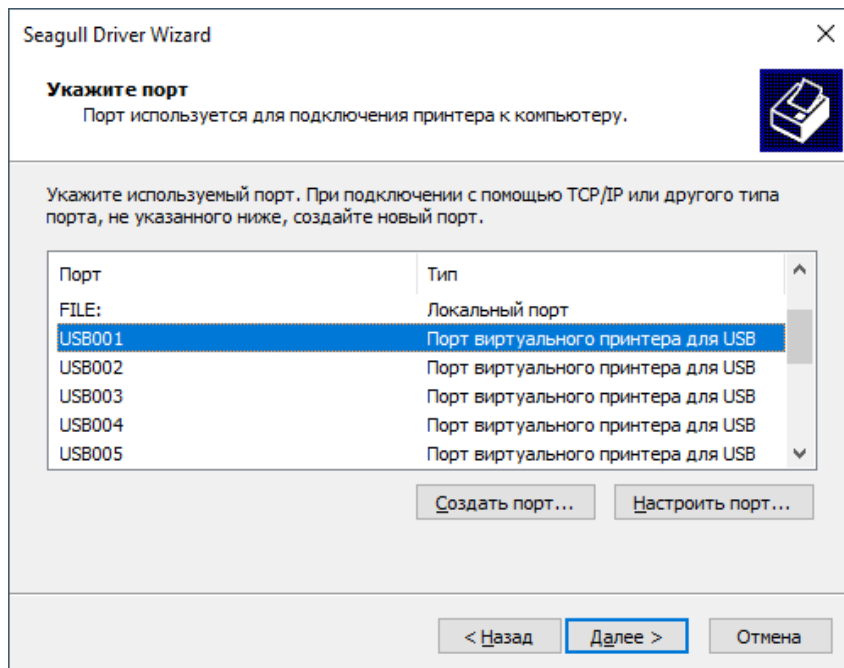 Seagull Driver Wizard
Укажите порт
Порт используется для подключения принтера к компьютеру.
Укажите используемый порт. При подключении с помощью TCP/IP или другого типа
порта, не указанного ниже, создайте новый порт.
Порт Тип
FILE: Локальный порт
USB001 Порт виртуального принтера для USB
USB002 Порт виртуального принтера для USB
USB003 Порт виртуального принтера для USB
USB004 Порт виртуального принтера для USB
USB005 Порт виртуального принтера для USB
Создать порт... Настроить порт...
< Назад Далее > Отмена